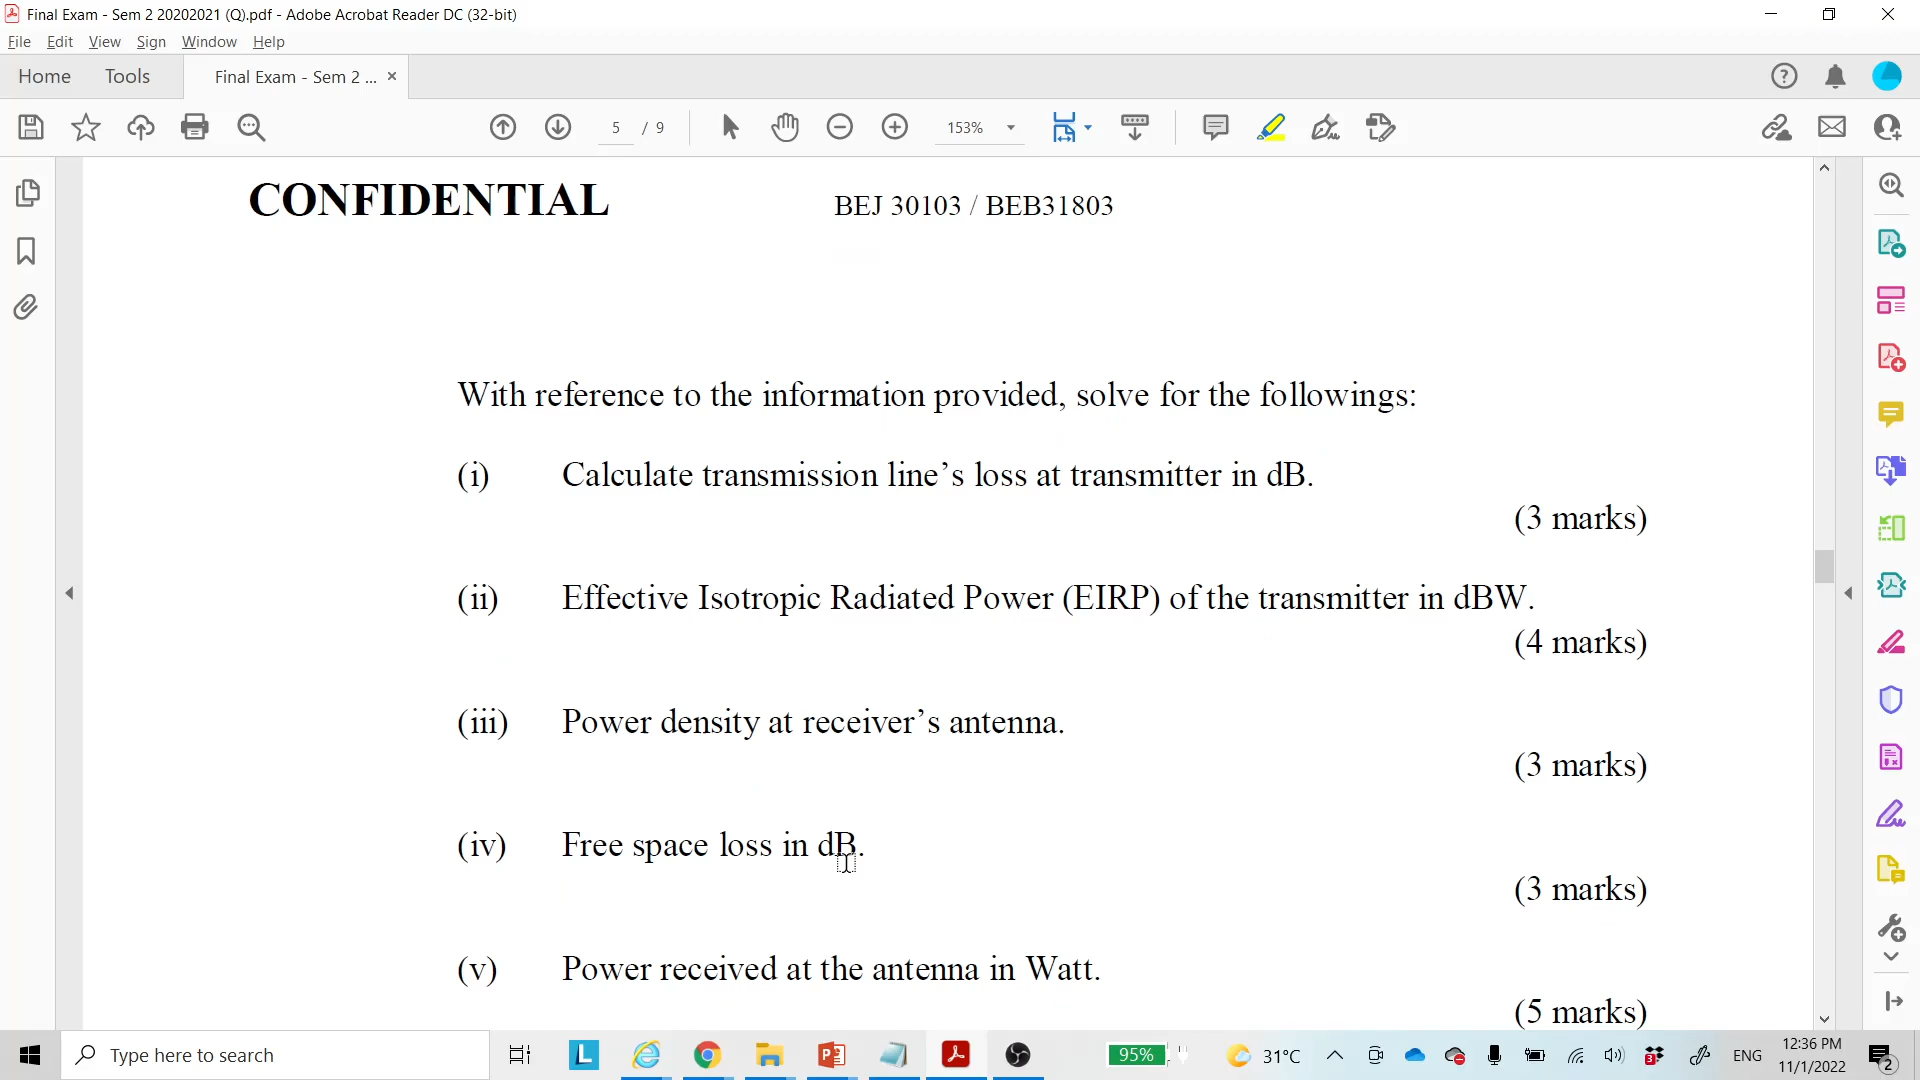 Final Exam - Sem 2 20202021 (Q).pdf - Adobe Acrobat Reader DC (32-bit)
File Edit View Sign Window Help
Home Tools Final Exam - Sem 2 ... ×
5 / 9 153%
CONFIDENTIAL BEJ 30103 / BEB31803
With reference to the information provided, solve for the followings:
(i) Calculate transmission line’s loss at transmitter in dB.
(3 marks)
(ii) Effective Isotropic Radiated Power (EIRP) of the transmitter in dBW.
(4 marks)
(iii) Power density at receiver’s antenna.
(3 marks)
(iv) Free space loss in dB.
(3 marks)
(v) Power received at the antenna in Watt.
(5 marks)
Type here to search L 95% 31°C 3 ENG 12:36 PM 2
11/1/2022